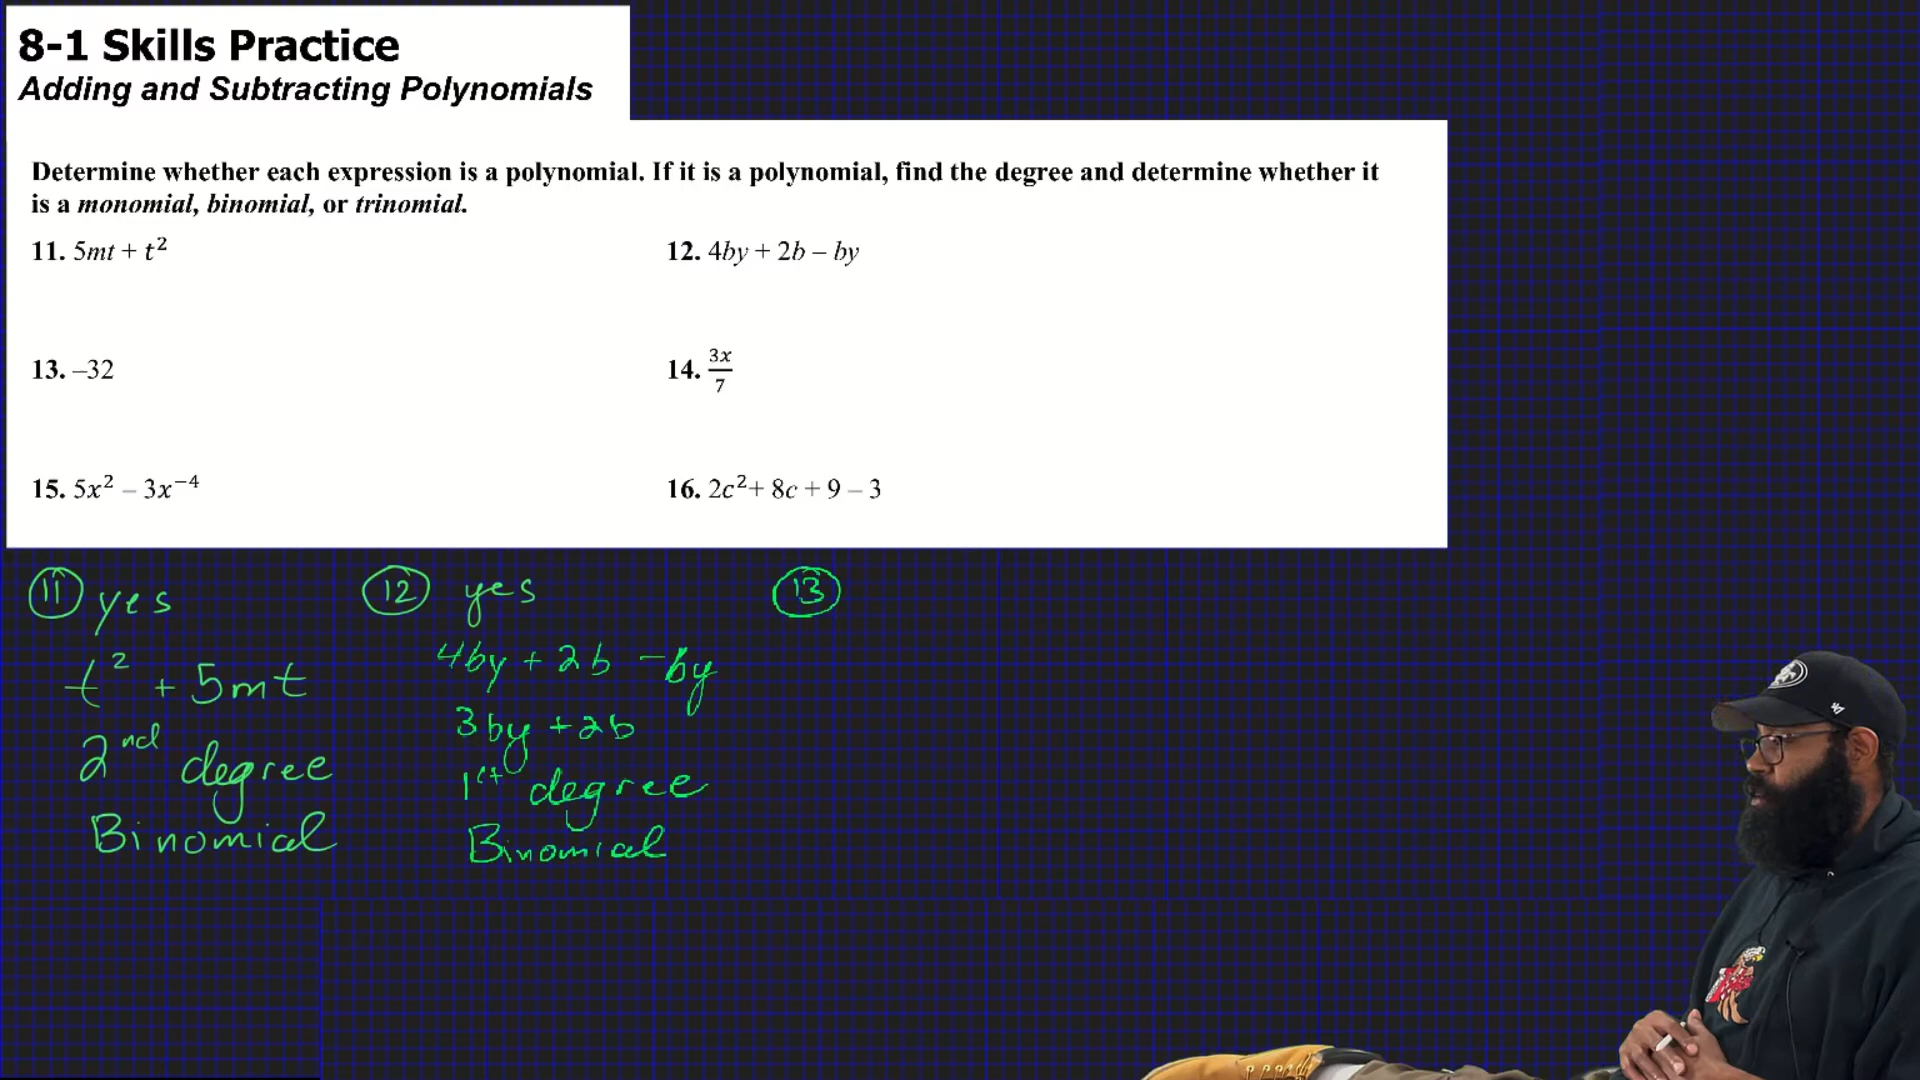 8-1 Skills Practice
Adding and Subtracting Polynomials
Determine whether each expression is a polynomial. If it is a polynomial, find the degree and determine whether it
is a monomial, binomial, or trinomial.
11. 5mt + t²
12. 4by + 2b – by
13. –32
14. 3x/7
15. 5x² – 3x⁻⁴
16. 2c²+ 8c + 9 – 3
11 yes
t² + 5mt
2nd degree
Binomial
12 yes
4by + 2b - by
3by + 2b
1st degree
Binomial
13